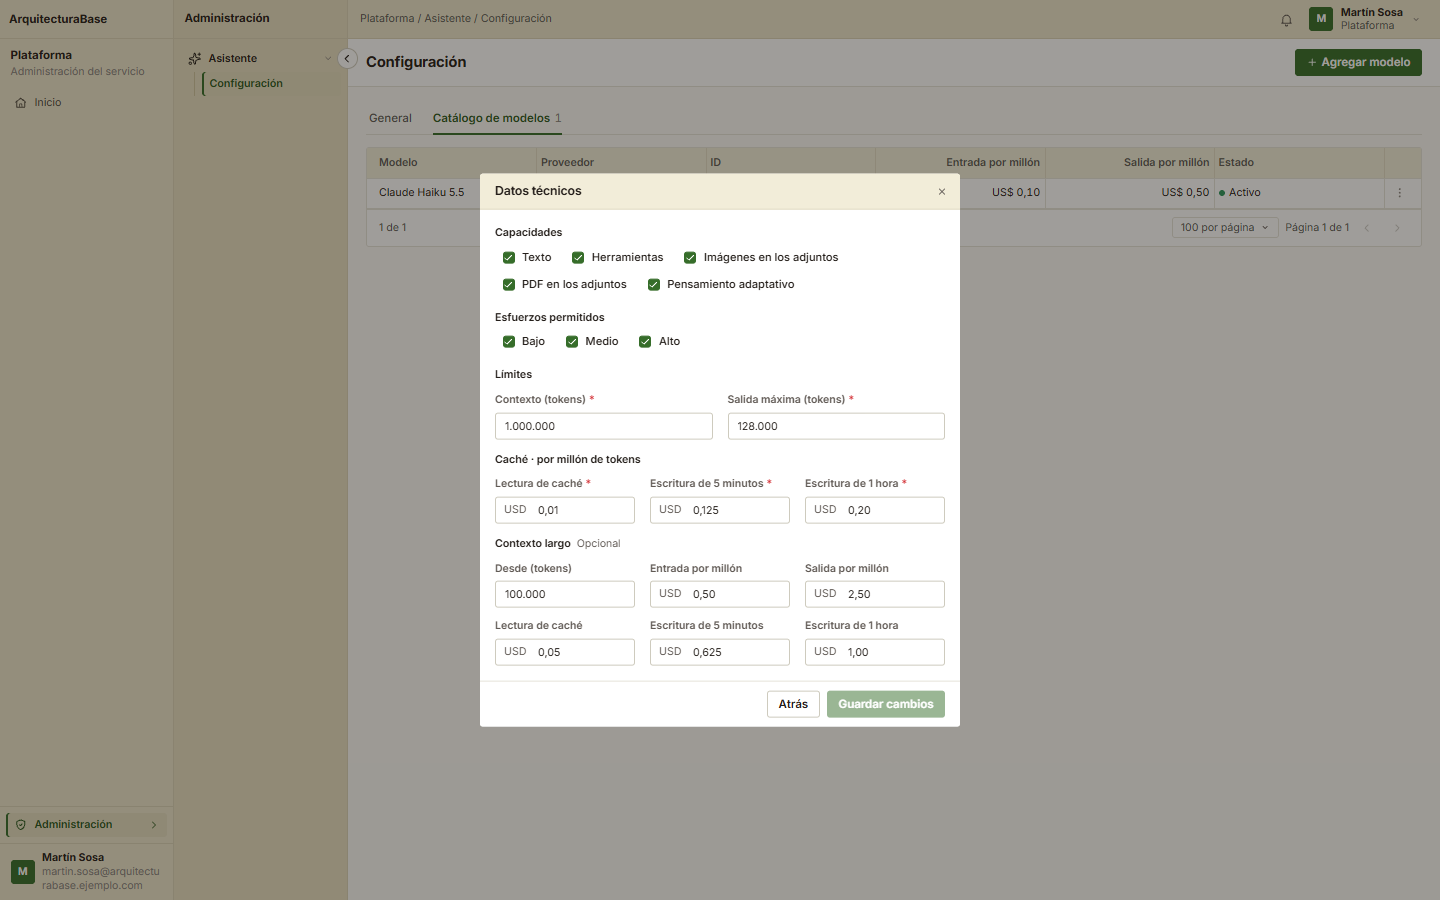 ArquitecturaBase
Administración
Plataforma / Asistente / Configuración
M
Martín Sosa
Plataforma
Plataforma
Administración del servicio
Inicio
Asistente
Configuración
Configuración
+ Agregar modelo
General
Catálogo de modelos 1
Modelo
Proveedor
ID
Entrada por millón
Salida por millón
Estado
Claude Haiku 5.5
US$ 0,10
US$ 0,50
Activo
1 de 1
100 por página
Página 1 de 1
Datos técnicos
Capacidades
Texto
Herramientas
Imágenes en los adjuntos
PDF en los adjuntos
Pensamiento adaptativo
Esfuerzos permitidos
Bajo
Medio
Alto
Límites
Contexto (tokens) *
Salida máxima (tokens) *
1.000.000
128.000
Caché · por millón de tokens
Lectura de caché *
Escritura de 5 minutos *
Escritura de 1 hora *
USD 0,01
USD 0,125
USD 0,20
Contexto largo Opcional
Desde (tokens)
Entrada por millón
Salida por millón
100.000
USD 0,50
USD 2,50
Lectura de caché
Escritura de 5 minutos
Escritura de 1 hora
USD 0,05
USD 0,625
USD 1,00
Atrás
Guardar cambios
Administración
M
Martín Sosa
martin.sosa@arquitectu
rabase.ejemplo.com